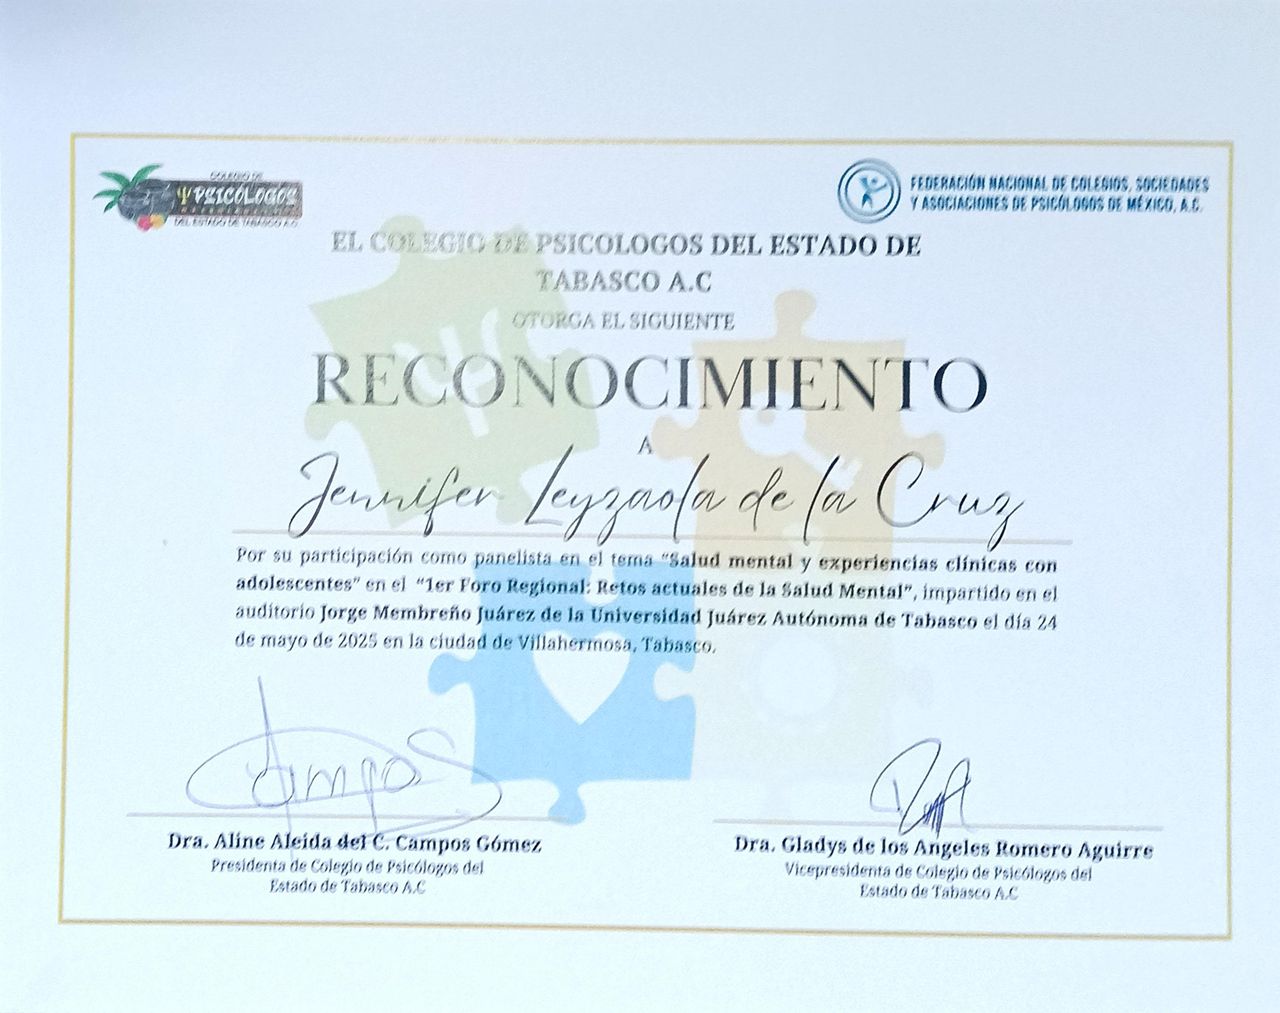 COLEGIO DE
PSICÓLOGOS
DEL ESTADO DE TABASCO A.C
FEDERACIÓN NACIONAL DE COLEGIOS, SOCIEDADES
Y ASOCIACIONES DE PSICÓLOGOS DE MÉXICO, A.C.
EL COLEGIO DE PSICOLOGOS DEL ESTADO DE
TABASCO A.C
OTORGA EL SIGUIENTE
RECONOCIMIENTO
A
Jennifer Leyzaola de la Cruz
Por su participación como panelista en el tema “Salud mental y experiencias clínicas con
adolescentes” en el “1er Foro Regional: Retos actuales de la Salud Mental”, impartido en el
auditorio Jorge Membreño Juárez de la Universidad Juárez Autónoma de Tabasco el día 24
de mayo de 2025 en la ciudad de Villahermosa, Tabasco.
Campos
Dra. Aline Aleida del C. Campos Gómez
Presidenta de Colegio de Psicólogos del
Estado de Tabasco A.C
Dra. Gladys de los Angeles Romero Aguirre
Vicepresidenta de Colegio de Psicólogos del
Estado de Tabasco A.C